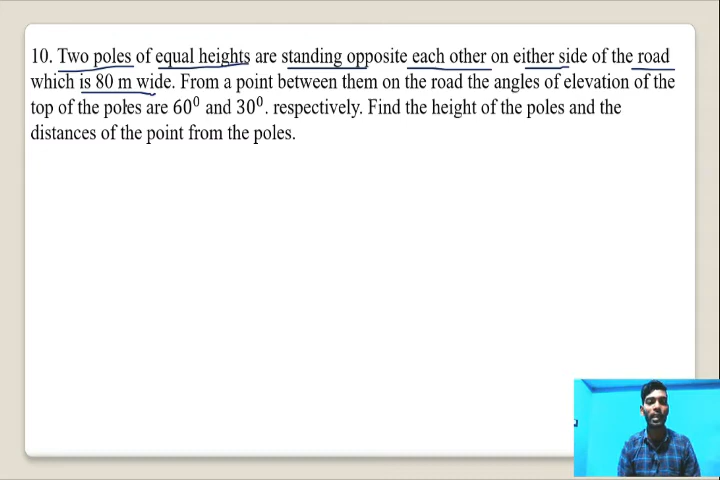 10. Two poles of equal heights are standing opposite each other on either side of the road
which is 80 m wide. From a point between them on the road the angles of elevation of the
top of the poles are 60⁰ and 30⁰. respectively. Find the height of the poles and the
distances of the point from the poles.